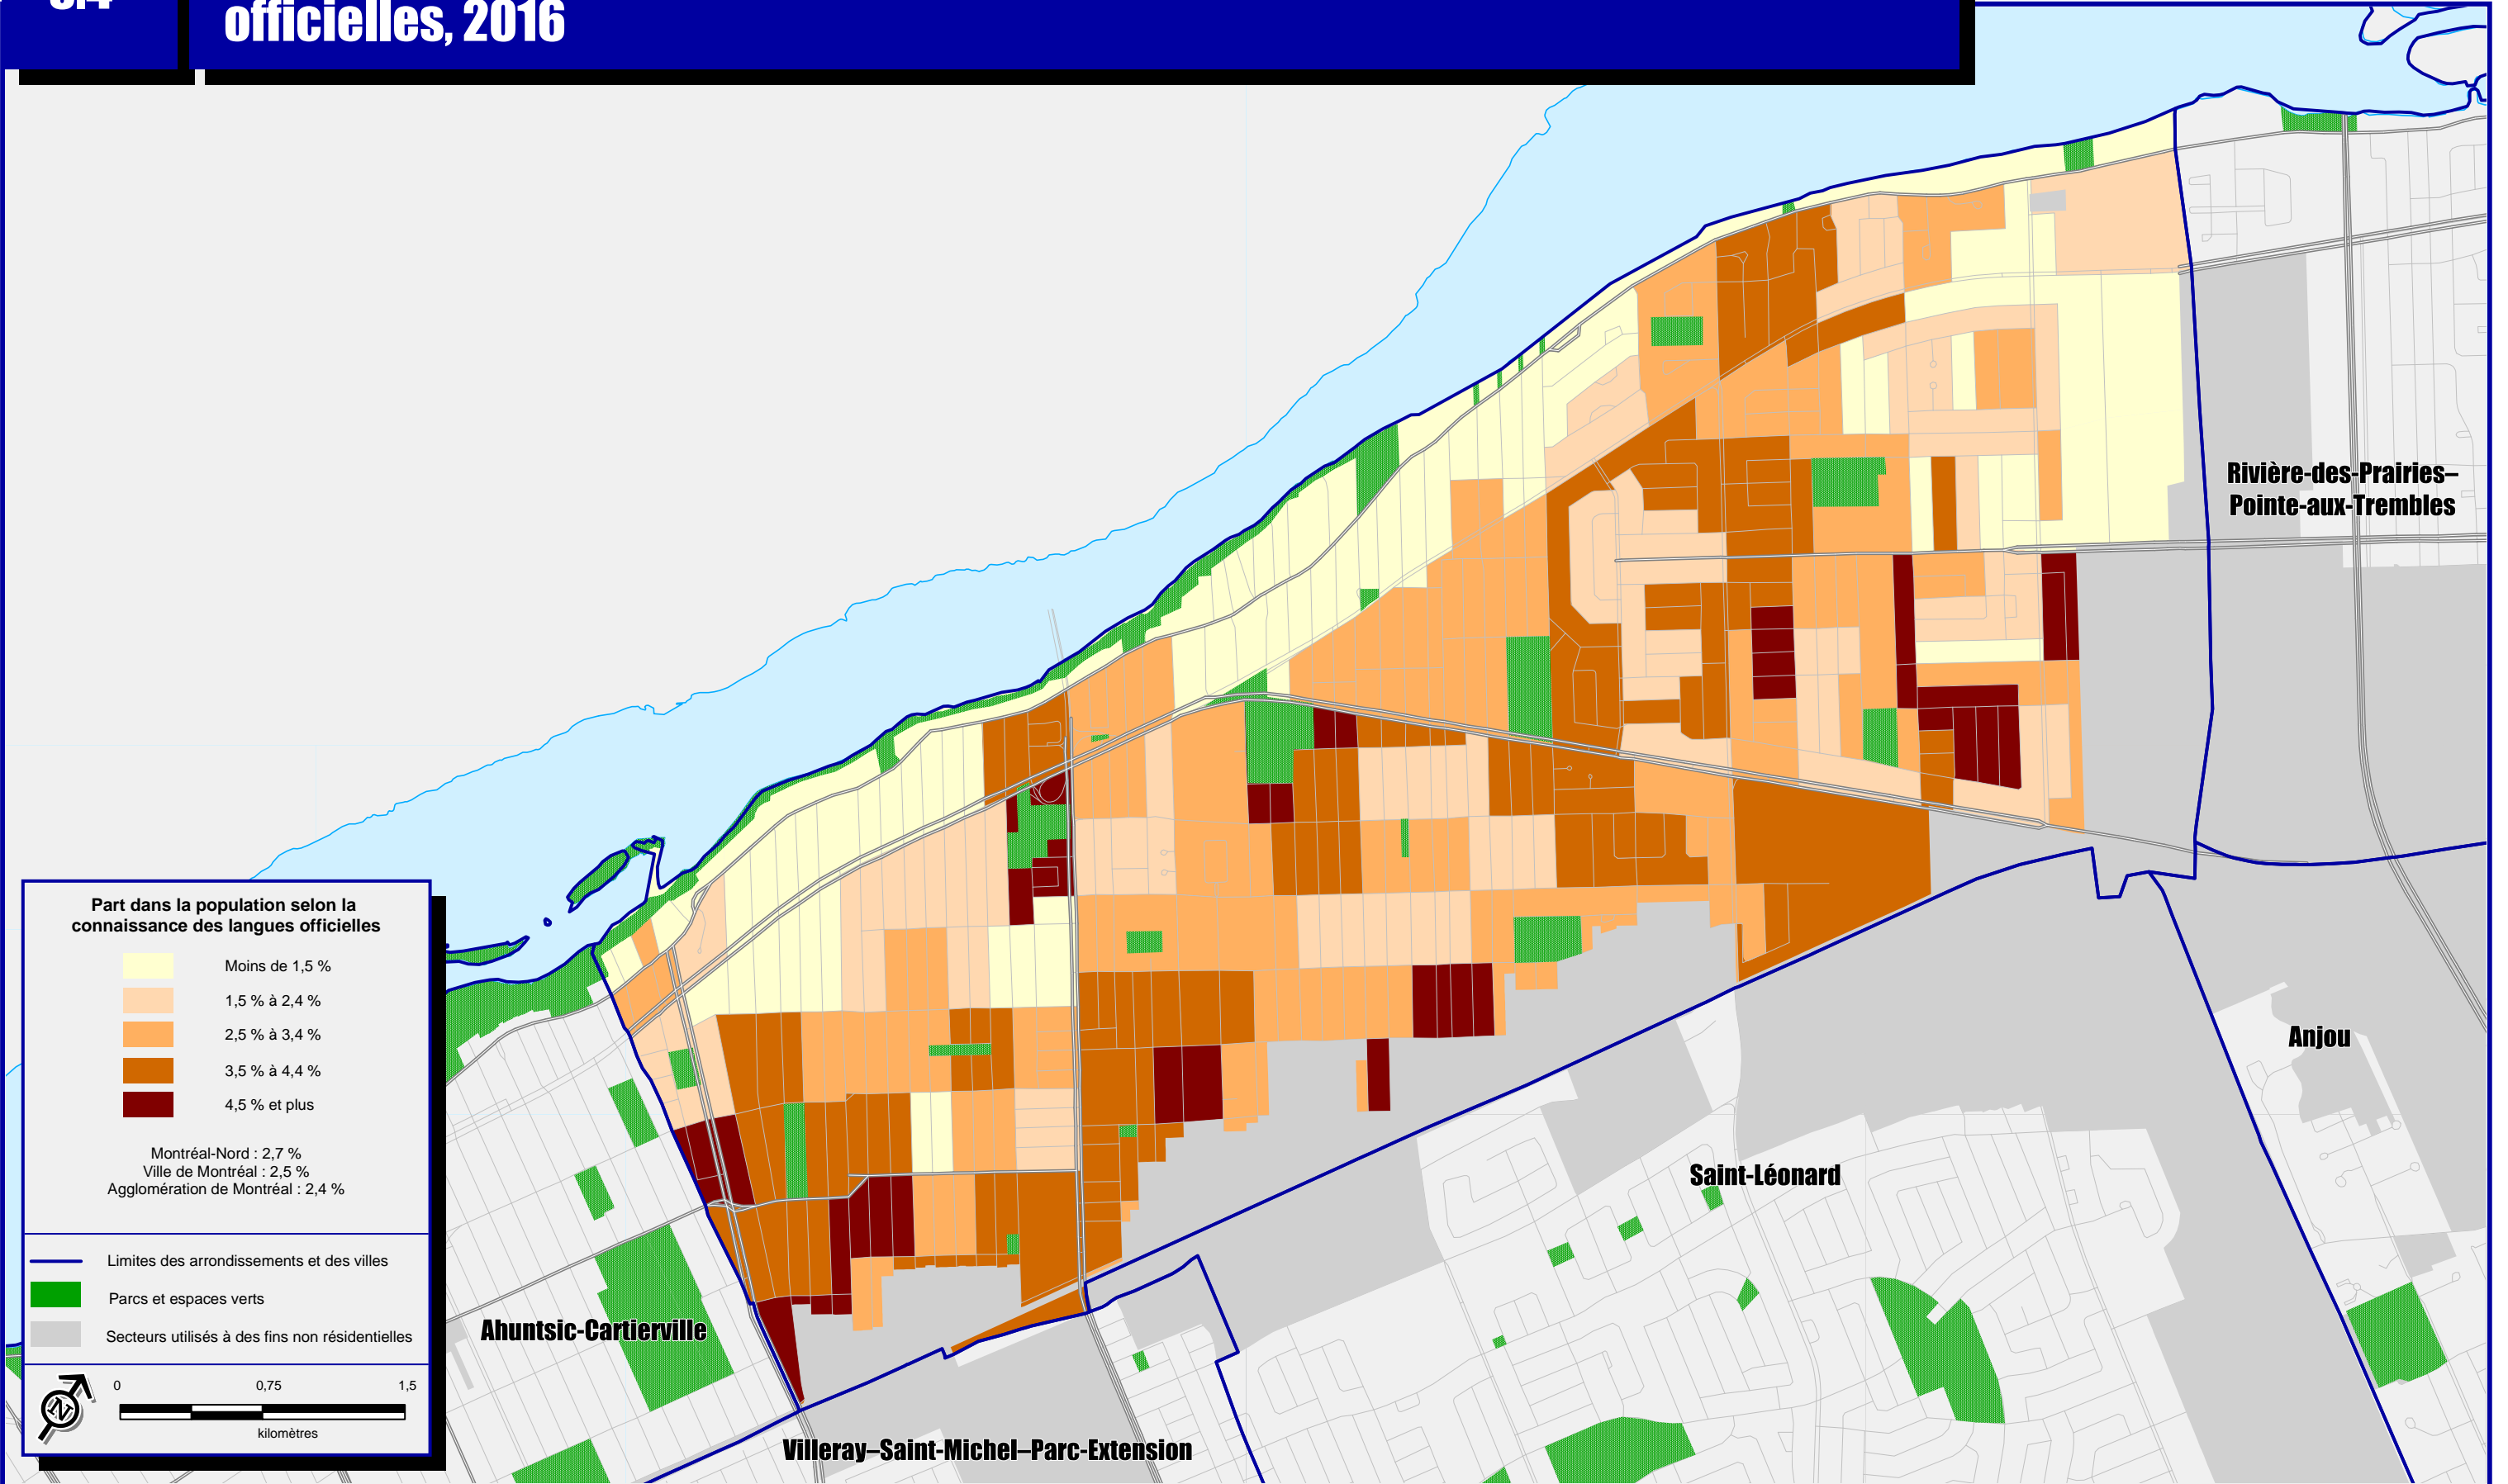 officielles, 2016
Rivière-des-Prairies–
Pointe-aux-Trembles
Anjou
Saint-Léonard
Ahuntsic-Cartierville
Villeray–Saint-Michel–Parc-Extension
Part dans la population selon la
connaissance des langues officielles
Moins de 1,5 %
1,5 % à 2,4 %
2,5 % à 3,4 %
3,5 % à 4,4 %
4,5 % et plus
Montréal-Nord : 2,7 %
Ville de Montréal : 2,5 %
Agglomération de Montréal : 2,4 %
Limites des arrondissements et des villes
Parcs et espaces verts
Secteurs utilisés à des fins non résidentielles
N
0 0,75 1,5
kilomètres